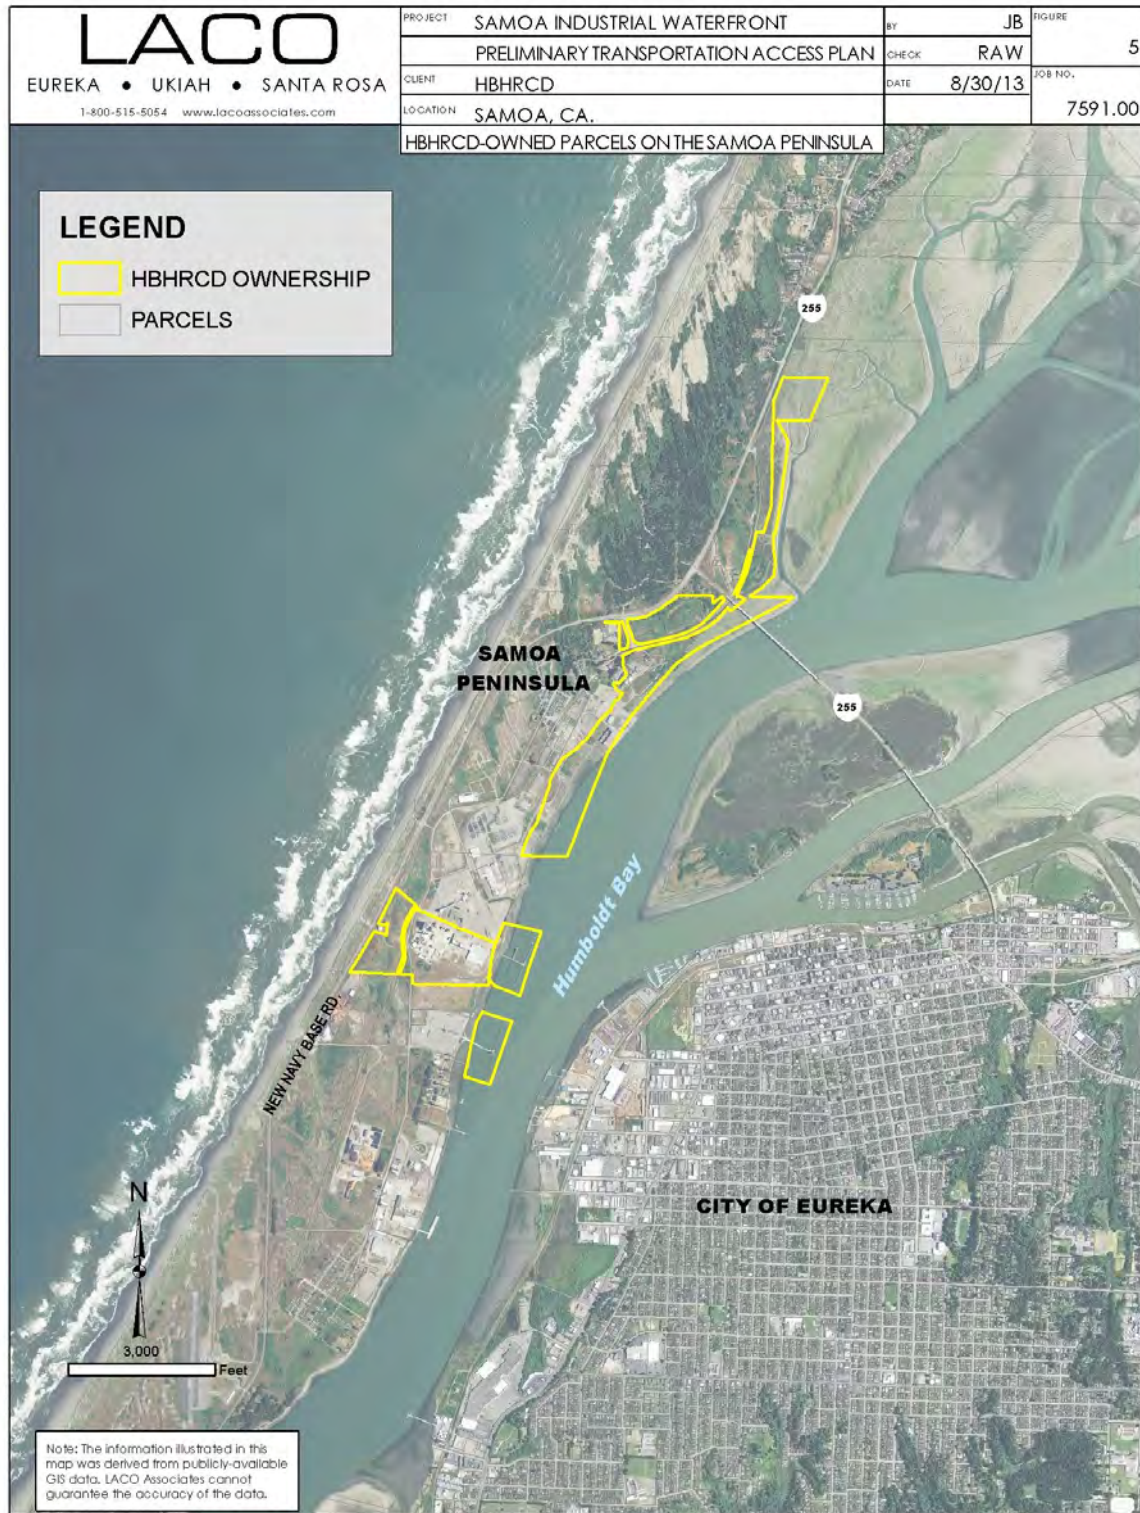 LACO
EUREKA ● UKIAH ● SANTA ROSA
1-800-515-5054 www.lacoassociates.com
PROJECT SAMOA INDUSTRIAL WATERFRONT
PRELIMINARY TRANSPORTATION ACCESS PLAN
CLIENT HBHRCD
LOCATION SAMOA, CA.
HBHRCD-OWNED PARCELS ON THE SAMOA PENINSULA
BY JB
CHECK RAW
DATE 8/30/13
FIGURE
5
JOB NO.
7591.00
LEGEND
HBHRCD OWNERSHIP
PARCELS
255
SAMOA
PENINSULA
255
Humboldt Bay
NEW NAVY BASE RD.
CITY OF EUREKA
N
3,000
Feet
Note: The information illustrated in this
map was derived from publicly-available
GIS data. LACO Associates cannot
guarantee the accuracy of the data.